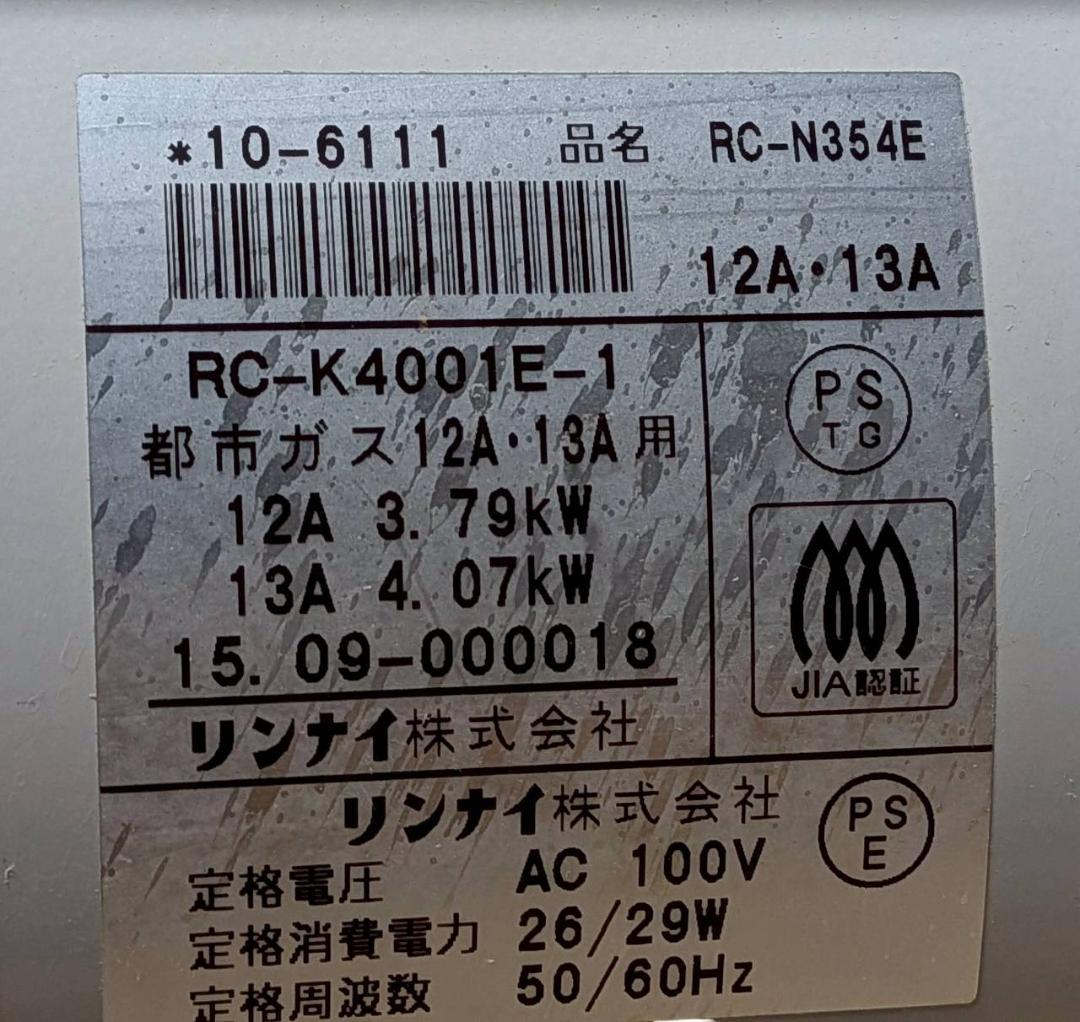 *10-6111 品名 RC-N354E
12A・13A
RC-K4001E-1
都市ガス12A・13A用
12A 3.79kW
13A 4.07kW
15.09-000018
リンナイ株式会社
PS
TG
JIA認証
リンナイ株式会社
PS
E
定格電圧 AC 100V
定格消費電力 26/29W
定格周波数 50/60Hz